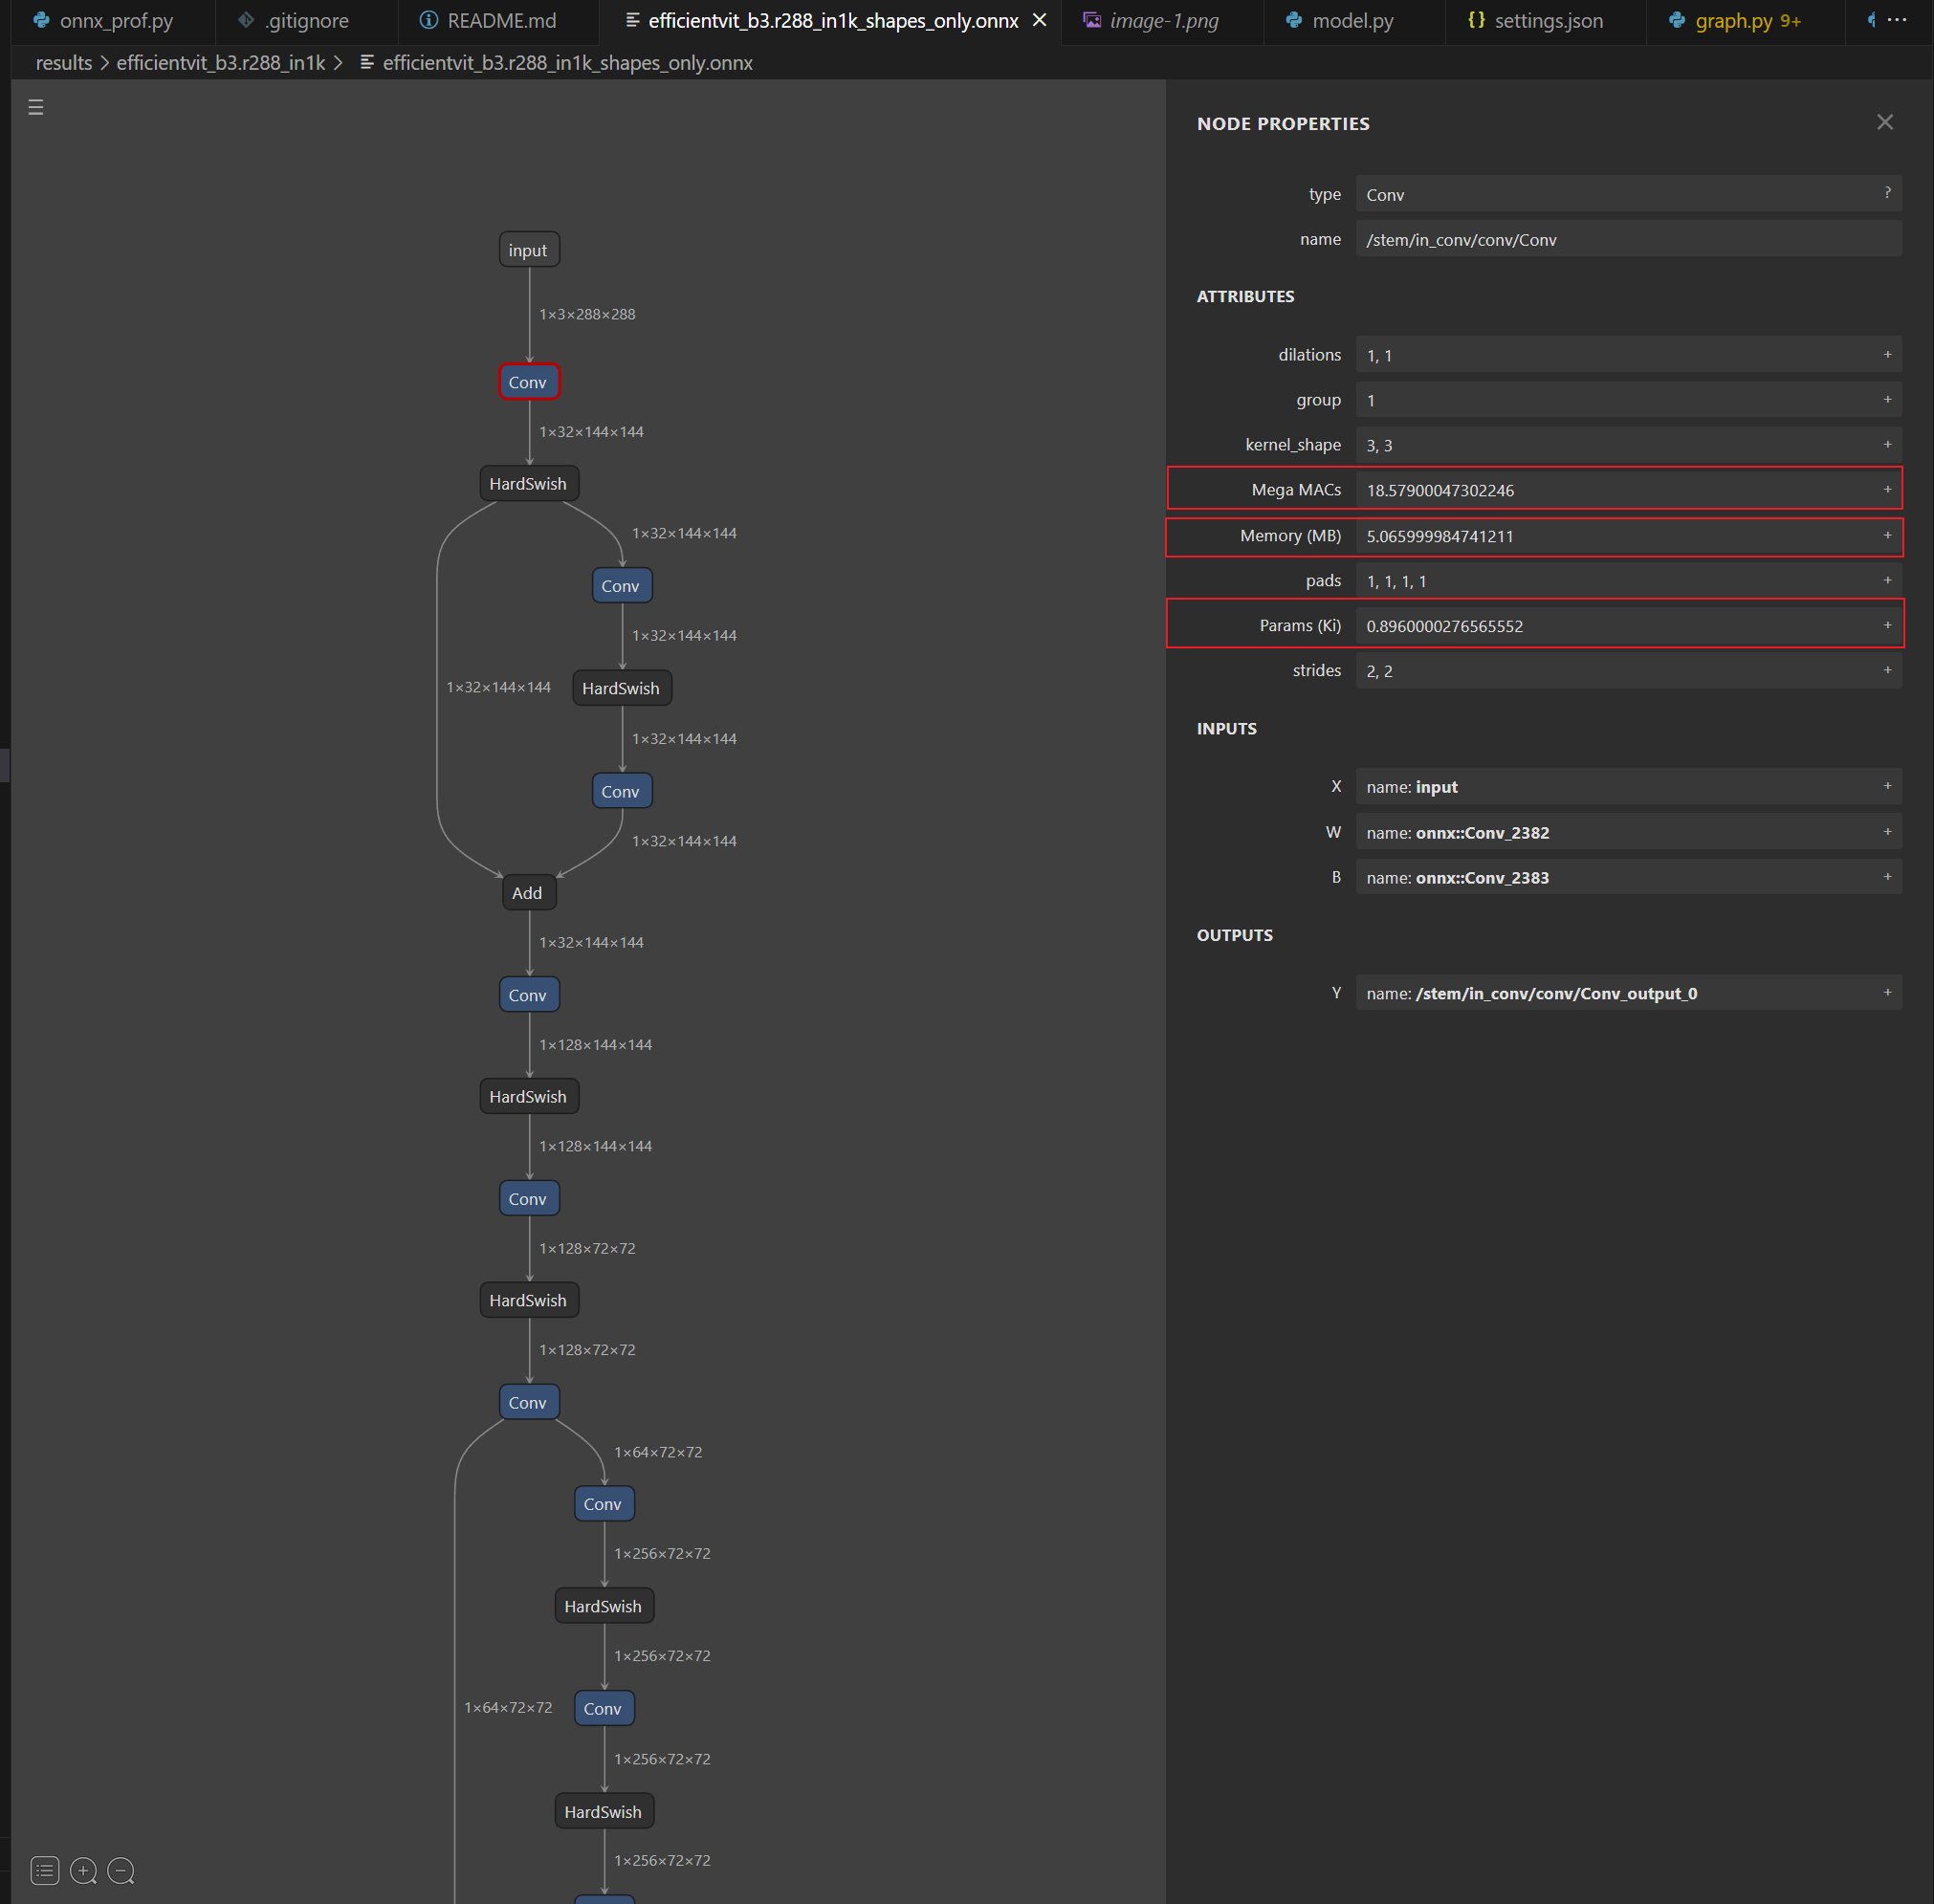 onnx_prof.py .gitignore README.md efficientvit_b3.r288_in1k_shapes_only.onnx image-1.png model.py {} settings.json graph.py 9+
results > efficientvit_b3.r288_in1k > efficientvit_b3.r288_in1k_shapes_only.onnx
input
1×3×288×288
Conv
1×32×144×144
HardSwish
1×32×144×144
Conv
1×32×144×144
1×32×144×144
HardSwish
1×32×144×144
Conv
1×32×144×144
Add
1×32×144×144
Conv
1×128×144×144
HardSwish
1×128×144×144
Conv
1×128×72×72
HardSwish
1×128×72×72
Conv
1×64×72×72
Conv
1×256×72×72
HardSwish
1×256×72×72
1×64×72×72
Conv
1×256×72×72
HardSwish
1×256×72×72
NODE PROPERTIES
type Conv ?
name /stem/in_conv/conv/Conv
ATTRIBUTES
dilations 1, 1 +
group 1 +
kernel_shape 3, 3 +
Mega MACs 18.57900047302246 +
Memory (MB) 5.065999984741211 +
pads 1, 1, 1, 1 +
Params (Ki) 0.8960000276565552 +
strides 2, 2 +
INPUTS
X name: input +
W name: onnx::Conv_2382 +
B name: onnx::Conv_2383 +
OUTPUTS
Y name: /stem/in_conv/conv/Conv_output_0 +